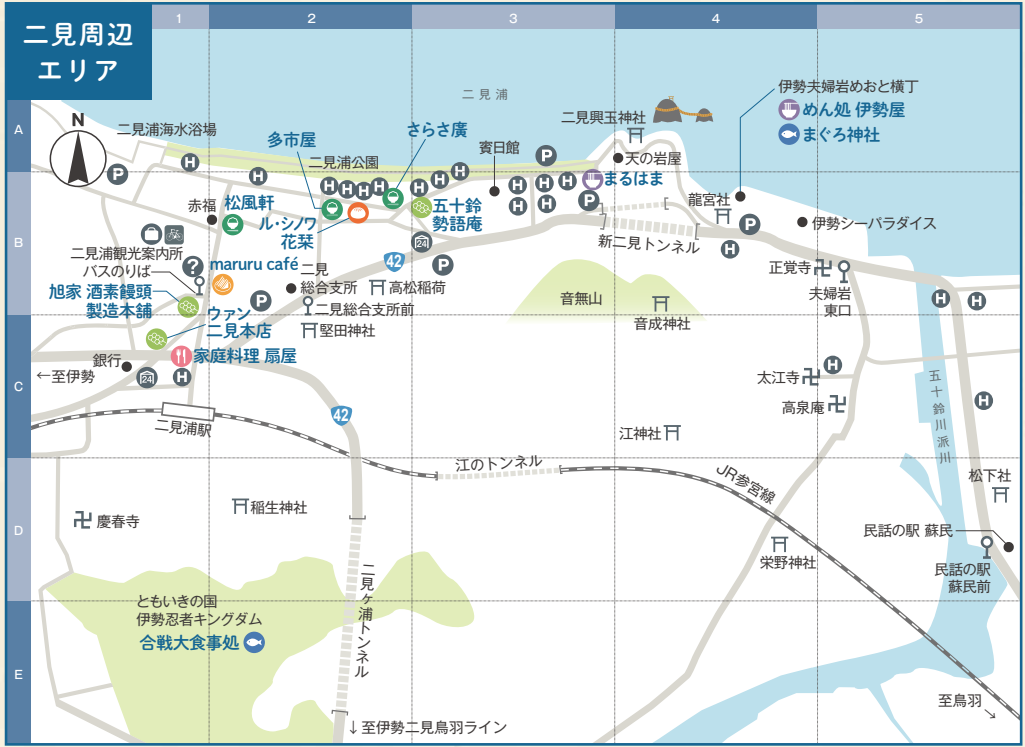 二見周辺
エリア
1
2
3
4
5
A
B
C
D
E
N
二見浦
二見浦海水浴場
多市屋
二見浦公園
さらさ廣
賓日館
二見興玉神社
天の岩屋
伊勢夫婦岩めおと横丁
めん処 伊勢屋
まぐろ神社
P
H
H
H
H
H
H
H
H
H
P
H
H
H
H
H
P
まるはま
赤福
松風軒
ル・シノワ
花栞
五十鈴
勢語庵
24
P
42
新二見トンネル
龍宮社
P
H
伊勢シーパラダイス
二見浦観光案内所
?
バスのりば
maruru café
旭家 酒素饅頭
製造本舗
P
二見
総合支所
二見総合支所前
高松稲荷
堅田神社
ウァン
二見本店
音無山
音成神社
正覚寺
夫婦岩
東口
H
H
銀行
←至伊勢
24
H
家庭料理 扇屋
二見浦駅
42
太江寺
H
高泉庵
江神社
五十鈴川派川
H
江のトンネル
JR参宮線
松下社
慶春寺
稲生神社
栄野神社
民話の駅 蘇民
民話の駅
蘇民前
二見ヶ浦トンネル
ともいきの国
伊勢忍者キングダム
合戦大食事処
↓至伊勢二見鳥羽ライン
至鳥羽
↘